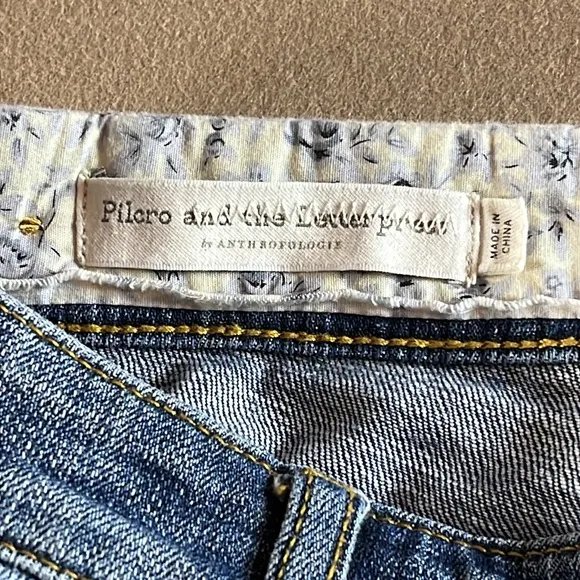 Pilcro and the Letterpress
by ANTHROPOLOGIE
MADE IN
CHINA